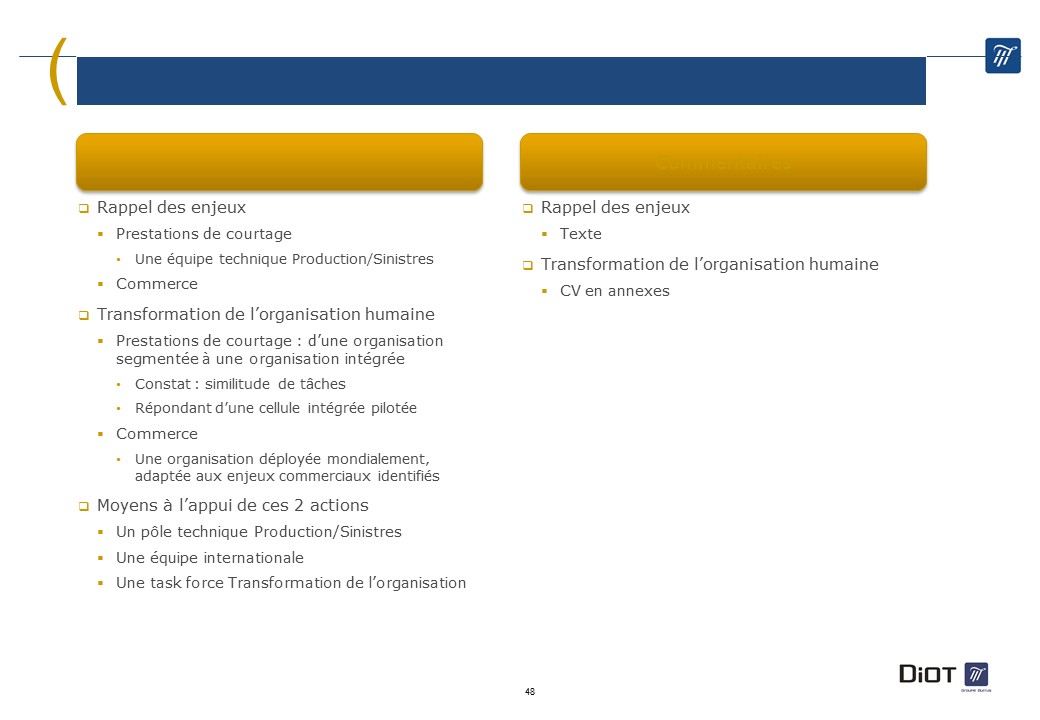 Commentaires
Rappel des enjeux
Prestations de courtage
Une équipe technique Production/Sinistres
Commerce
Transformation de l’organisation humaine
Prestations de courtage : d’une organisation
segmentée à une organisation intégrée
Constat : similitude de tâches
Répondant d’une cellule intégrée pilotée
Commerce
Une organisation déployée mondialement,
adaptée aux enjeux commerciaux identifiés
Moyens à l’appui de ces 2 actions
Un pôle technique Production/Sinistres
Une équipe internationale
Une task force Transformation de l’organisation
Rappel des enjeux
Texte
Transformation de l’organisation humaine
CV en annexes
DiOT
Groupe Burrus
48